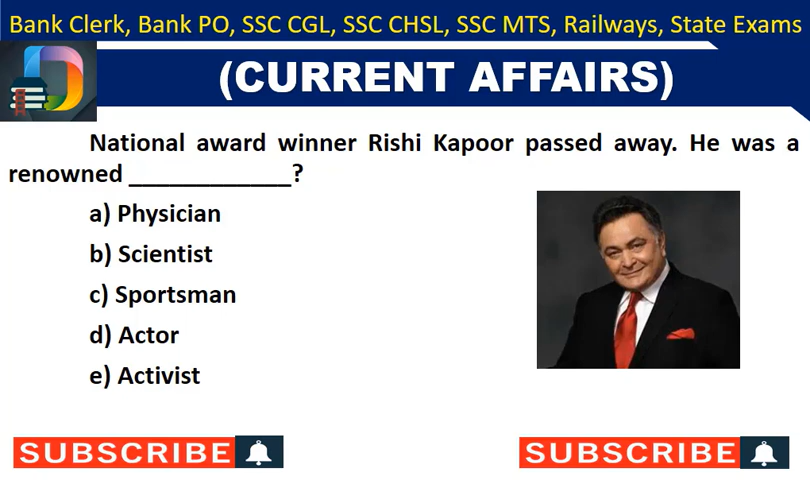 Bank Clerk, Bank PO, SSC CGL, SSC CHSL, SSC MTS, Railways, State Exams
(CURRENT AFFAIRS)
National award winner Rishi Kapoor passed away. He was a
renowned ____________?
a) Physician
b) Scientist
c) Sportsman
d) Actor
e) Activist
SUBSCRIBE
SUBSCRIBE